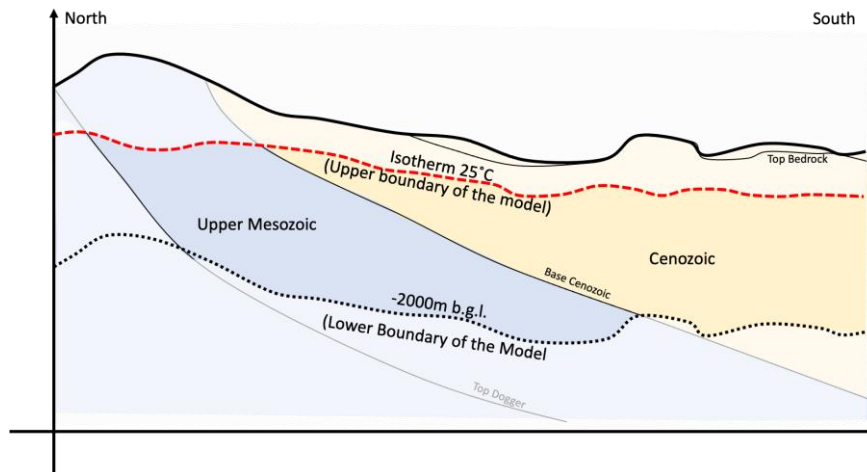 North
South
Top Bedrock
Isotherm 25˚C
(Upper boundary of the model)
Upper Mesozoic
Cenozoic
Base Cenozoic
-2000m b.g.l.
(Lower Boundary of the Model
Top Dogger